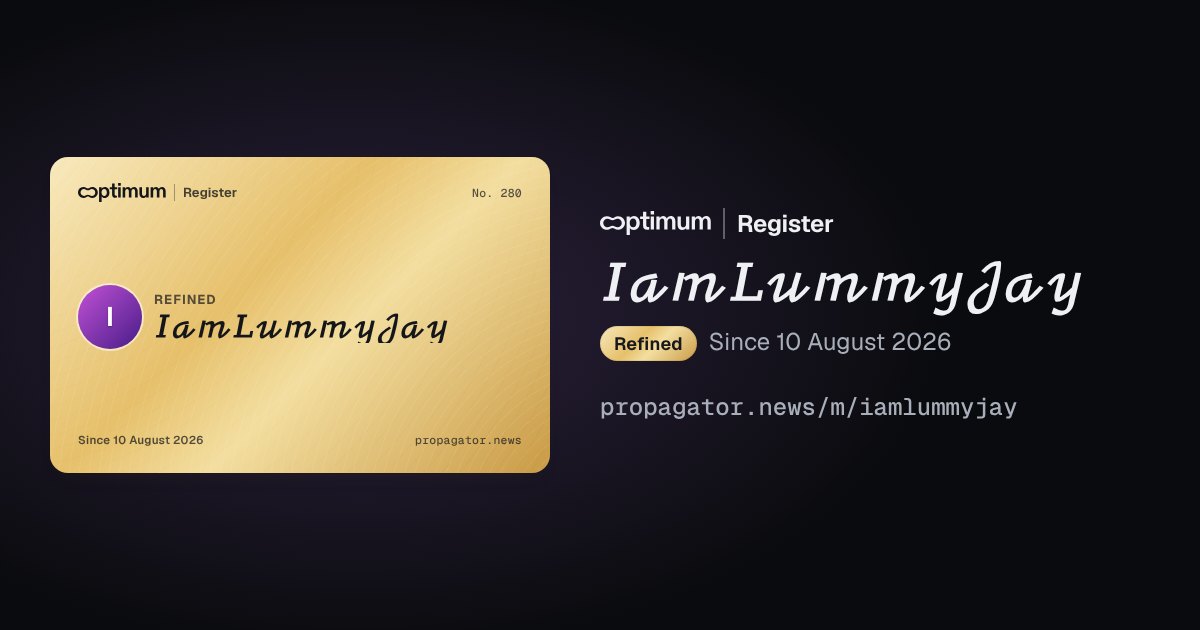 optimum | Register
No. 280
I
REFINED
IamLummyJay
Since 10 August 2026
propagator.news
optimum | Register
IamLummyJay
Refined Since 10 August 2026
propagator.news/m/iamlummyjay